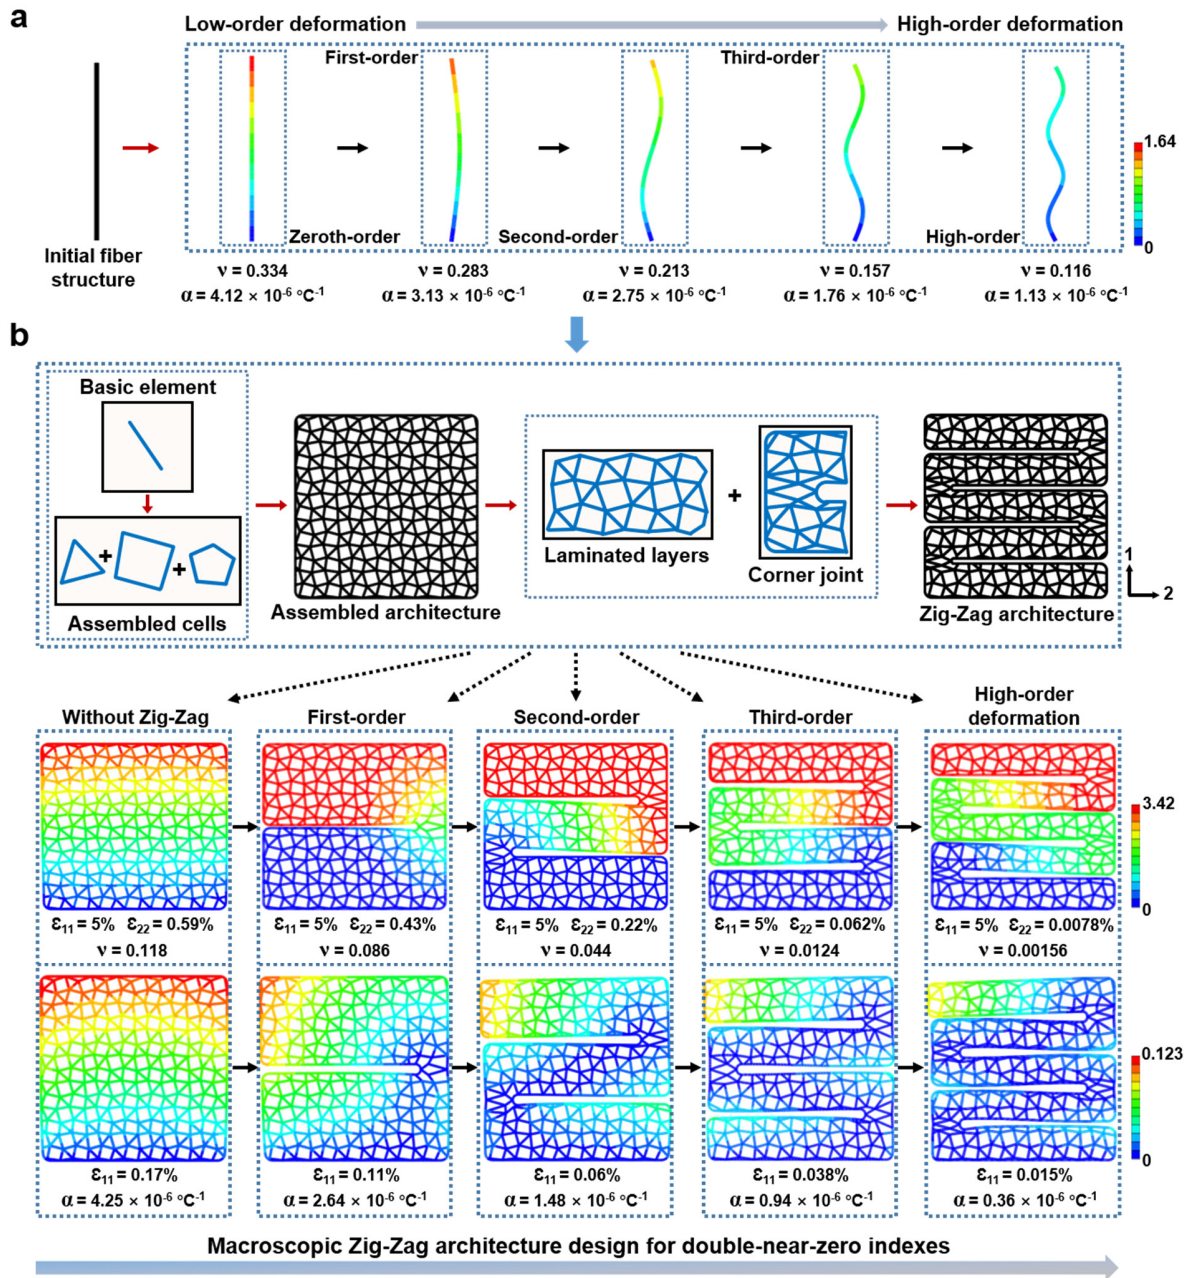 a
Low-order deformation
High-order deformation
First-order
Third-order
1.64
0
Zeroth-order
Second-order
High-order
Initial fiber
structure
ν = 0.334
α = 4.12 × 10⁻⁶ °C⁻¹
ν = 0.283
α = 3.13 × 10⁻⁶ °C⁻¹
ν = 0.213
α = 2.75 × 10⁻⁶ °C⁻¹
ν = 0.157
α = 1.76 × 10⁻⁶ °C⁻¹
ν = 0.116
α = 1.13 × 10⁻⁶ °C⁻¹
b
Basic element
+
+
Assembled cells
Assembled architecture
Laminated layers
+
Corner joint
Zig-Zag architecture
1
2
Without Zig-Zag
First-order
Second-order
Third-order
High-order
deformation
3.42
0
ε₁₁ = 5% ε₂₂ = 0.59%
ν = 0.118
ε₁₁ = 5% ε₂₂ = 0.43%
ν = 0.086
ε₁₁ = 5% ε₂₂ = 0.22%
ν = 0.044
ε₁₁ = 5% ε₂₂ = 0.062%
ν = 0.0124
ε₁₁ = 5% ε₂₂ = 0.0078%
ν = 0.00156
0.123
0
ε₁₁ = 0.17%
α = 4.25 × 10⁻⁶ °C⁻¹
ε₁₁ = 0.11%
α = 2.64 × 10⁻⁶ °C⁻¹
ε₁₁ = 0.06%
α = 1.48 × 10⁻⁶ °C⁻¹
ε₁₁ = 0.038%
α = 0.94 × 10⁻⁶ °C⁻¹
ε₁₁ = 0.015%
α = 0.36 × 10⁻⁶ °C⁻¹
Macroscopic Zig-Zag architecture design for double-near-zero indexes